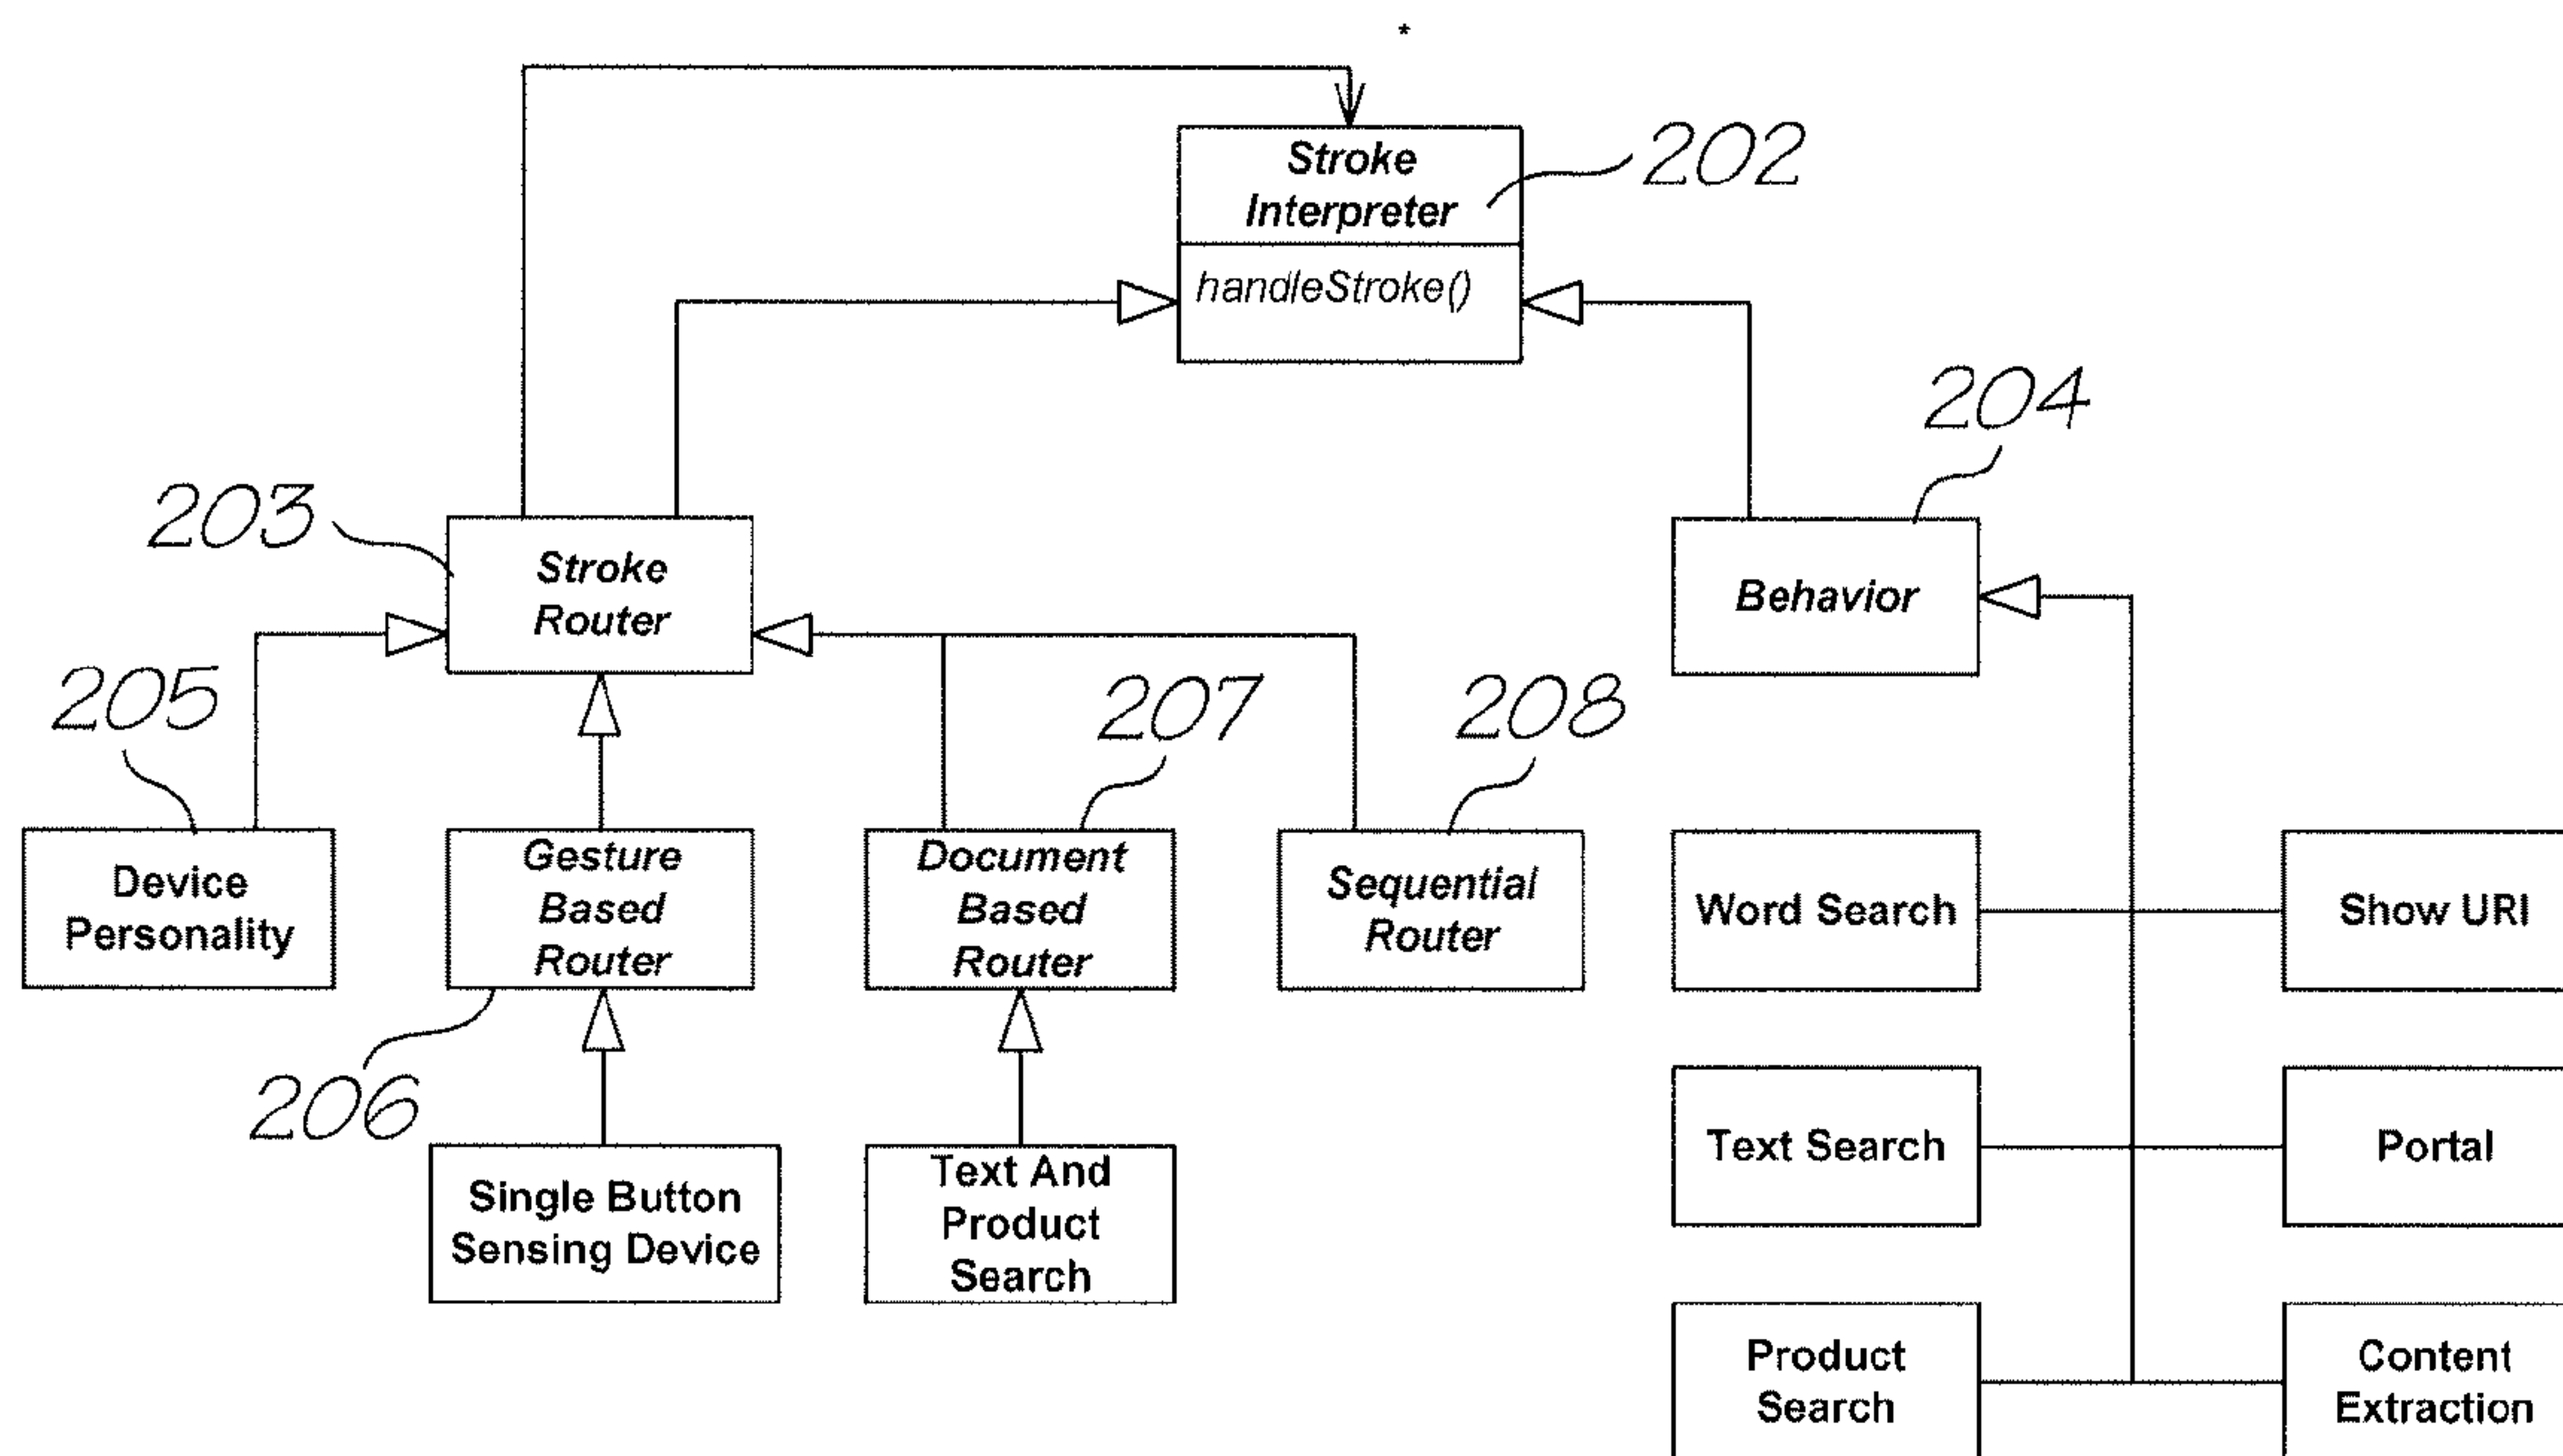 *
Stroke
Interpreter
202
handleStroke()
204
203
Stroke
Router
Behavior
205
207
208
Device
Personality
Gesture
Based
Router
Document
Based
Router
Sequential
Router
Word Search
Show URI
206
Single Button
Sensing Device
Text And
Product
Search
Text Search
Portal
Product
Search
Content
Extraction